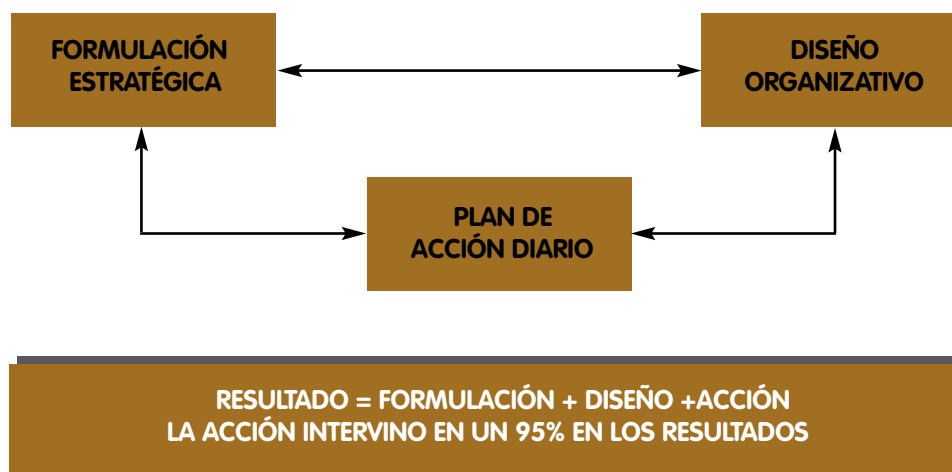 FORMULACIÓN
ESTRATÉGICA
DISEÑO
ORGANIZATIVO
PLAN DE
ACCIÓN DIARIO
RESULTADO = FORMULACIÓN + DISEÑO +ACCIÓN
LA ACCIÓN INTERVINO EN UN 95% EN LOS RESULTADOS